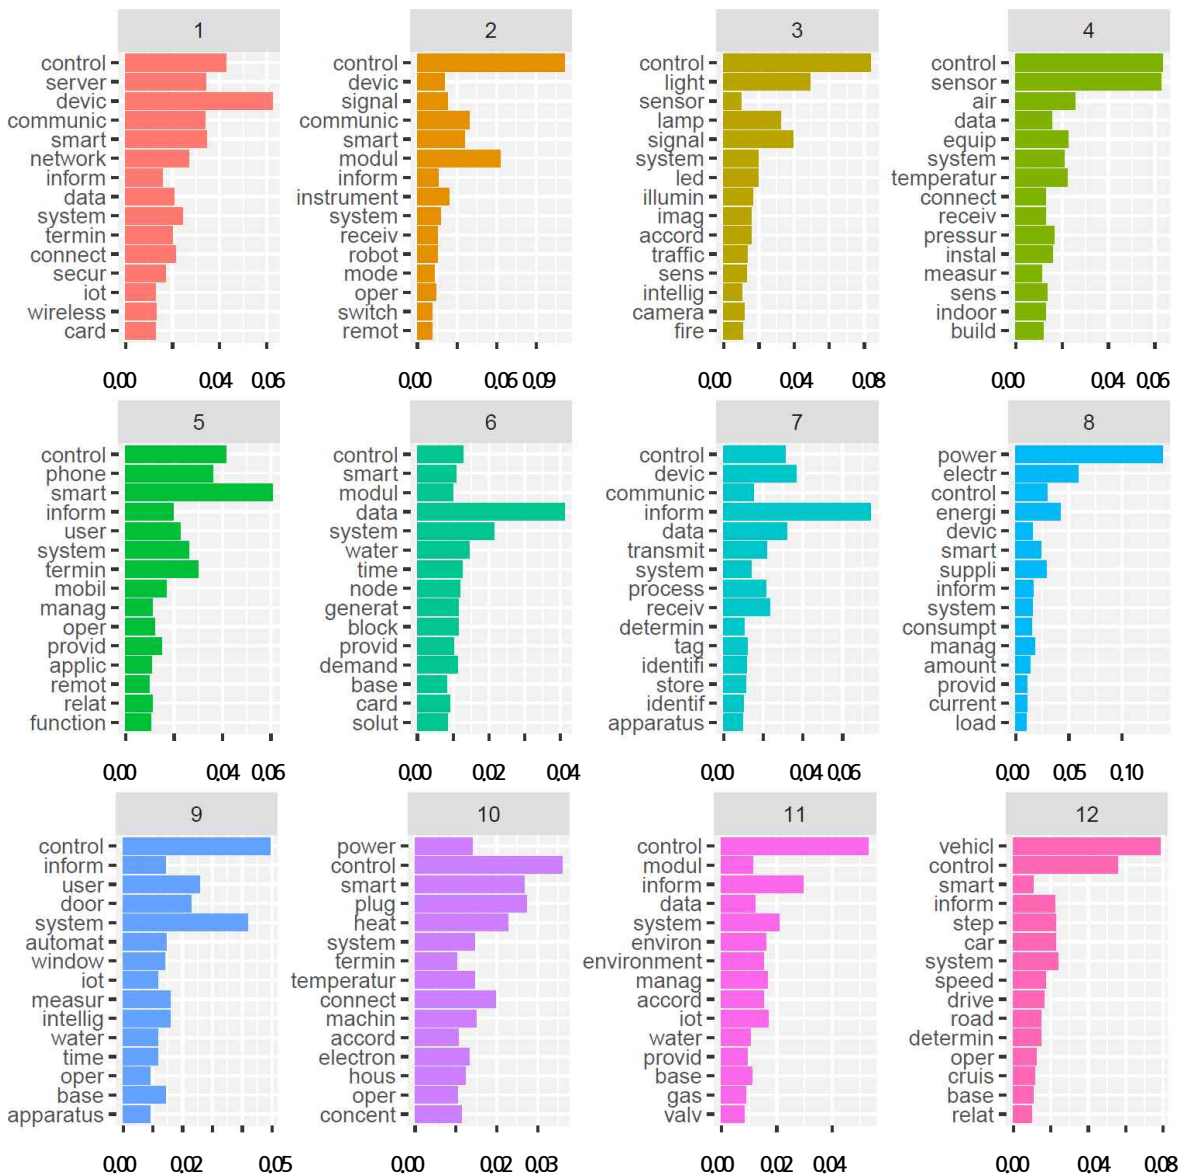 1
control
server
devic
communic
smart
network
inform
data
system
termin
connect
secur
iot
wireless
card
0.00 0.04 0.06
2
control
devic
signal
communic
smart
modul
inform
instrument
system
receiv
robot
mode
oper
switch
remot
0.00 0.06 0.09
3
control
light
sensor
lamp
signal
system
led
illumin
imag
accord
traffic
sens
intellig
camera
fire
0.00 0.04 0.08
4
control
sensor
air
data
equip
system
temperatur
connect
receiv
pressur
instal
measur
sens
indoor
build
0.00 0.04 0.06
5
control
phone
smart
inform
user
system
termin
mobil
manag
oper
provid
applic
remot
relat
function
0.00 0.04 0.06
6
control
smart
modul
data
system
water
time
node
generat
block
provid
demand
base
card
solut
0.00 0.02 0.04
7
control
devic
communic
inform
data
transmit
system
process
receiv
determin
tag
identifi
store
identif
apparatus
0.00 0.04 0.06
8
power
electr
control
energi
devic
smart
suppli
inform
system
consumpt
manag
amount
provid
current
load
0.00 0.05 0.10
9
control
inform
user
door
system
automat
window
iot
measur
intellig
water
time
oper
base
apparatus
0.00 0.02 0.05
10
power
control
smart
plug
heat
system
termin
temperatur
connect
machin
accord
electron
hous
oper
concent
0.00 0.02 0.03
11
control
modul
inform
data
system
environ
environment
manag
accord
iot
water
provid
base
gas
valv
0.00 0.02 0.04
12
vehicl
control
smart
inform
step
car
system
speed
drive
road
determin
oper
cruis
base
relat
0.00 0.04 0.08